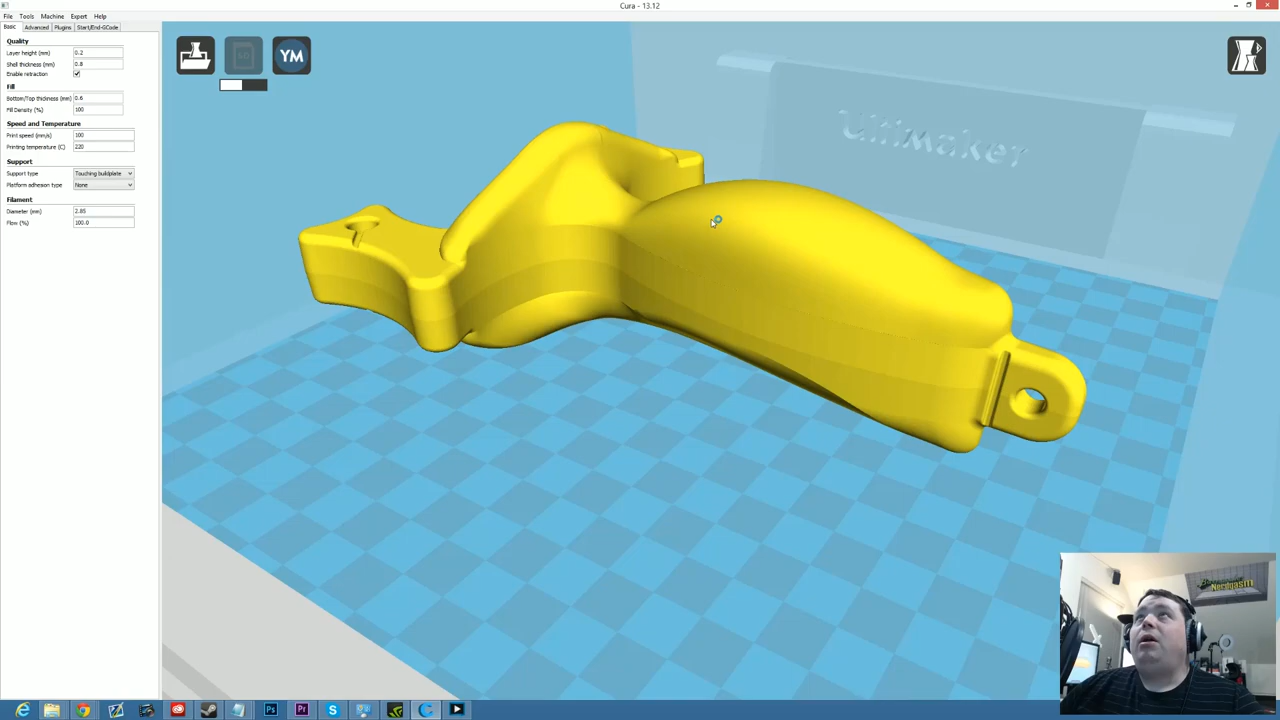 Cura - 13.12
File Tools Machine Expert Help
Basic Advanced Plugins Start/End-GCode
Quality
Layer height (mm) 0.2
Shell thickness (mm) 0.8
Enable retraction
Fill
Bottom/Top thickness (mm) 0.6
Fill Density (%) 100
Speed and Temperature
Print speed (mm/s) 100
Printing temperature (C) 220
Support
Support type Touching buildplate
Platform adhesion type None
Filament
Diameter (mm) 2.85
Flow (%) 100.0
YM
Ultimaker
Nerdgasm
Ps
Pr